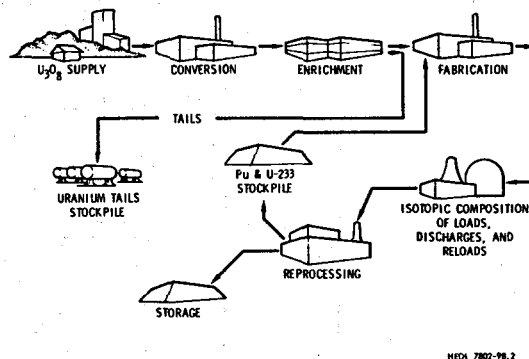 U3O8 SUPPLY
CONVERSION
ENRICHMENT
FABRICATION
TAILS
URANIUM TAILS
STOCKPILE
Pu & U-233
STOCKPILE
ISOTOPIC COMPOSITION
OF LOADS,
DISCHARGES, AND
RELOADS
REPROCESSING
STORAGE
HEDL 7802-98.2